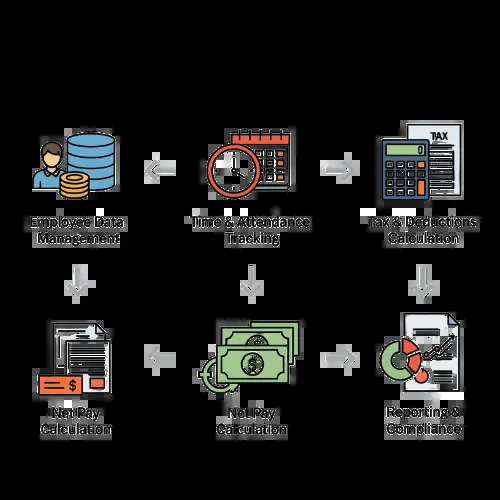 TAX
Employee Data
Management
Time & Attendance
Tracking
Tax & Deductions
Calculation
$
$
Net Pay
Calculation
Net Pay
Calculation
Reporting &
Compliance